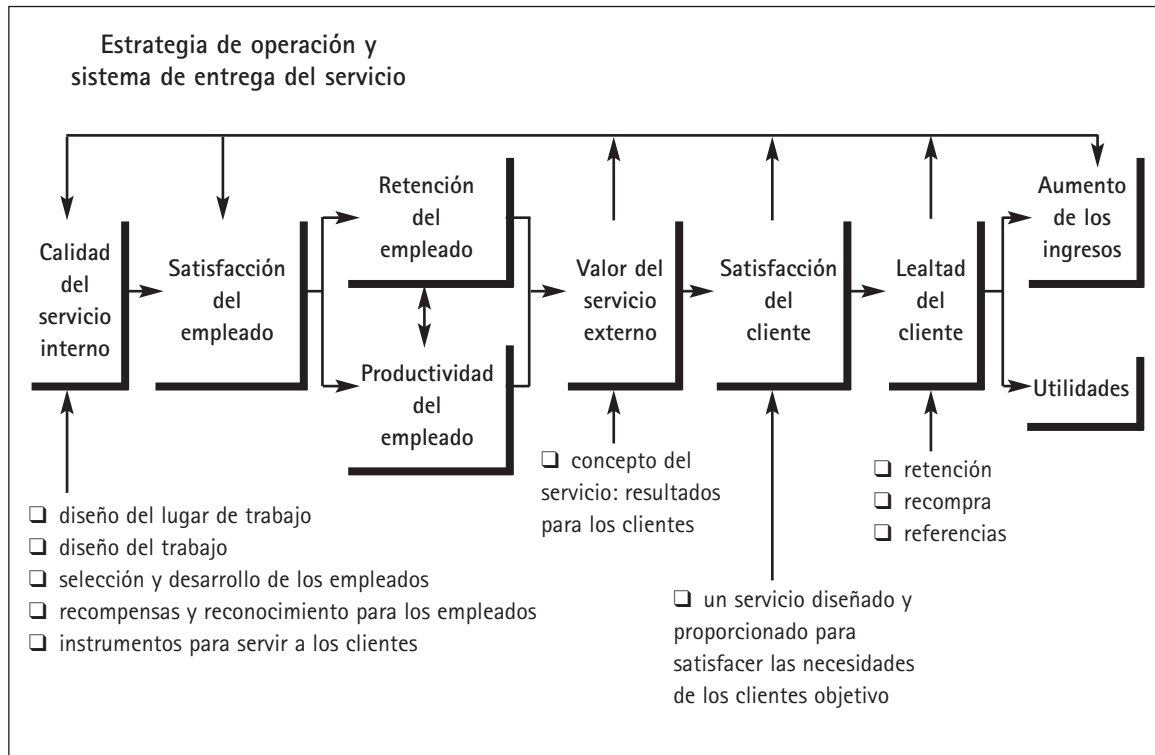 Estrategia de operación y
sistema de entrega del servicio
Calidad
del
servicio
interno
Satisfacción
del
empleado
Retención
del
empleado
Productividad
del
empleado
Valor del
servicio
externo
Satisfacción
del
cliente
Lealtad
del
cliente
Aumento
de los
ingresos
Utilidades
❑ diseño del lugar de trabajo
❑ diseño del trabajo
❑ selección y desarrollo de los empleados
❑ recompensas y reconocimiento para los empleados
❑ instrumentos para servir a los clientes
❑ concepto del
servicio: resultados
para los clientes
❑ un servicio diseñado y
proporcionado para
satisfacer las necesidades
de los clientes objetivo
❑ retención
❑ recompra
❑ referencias